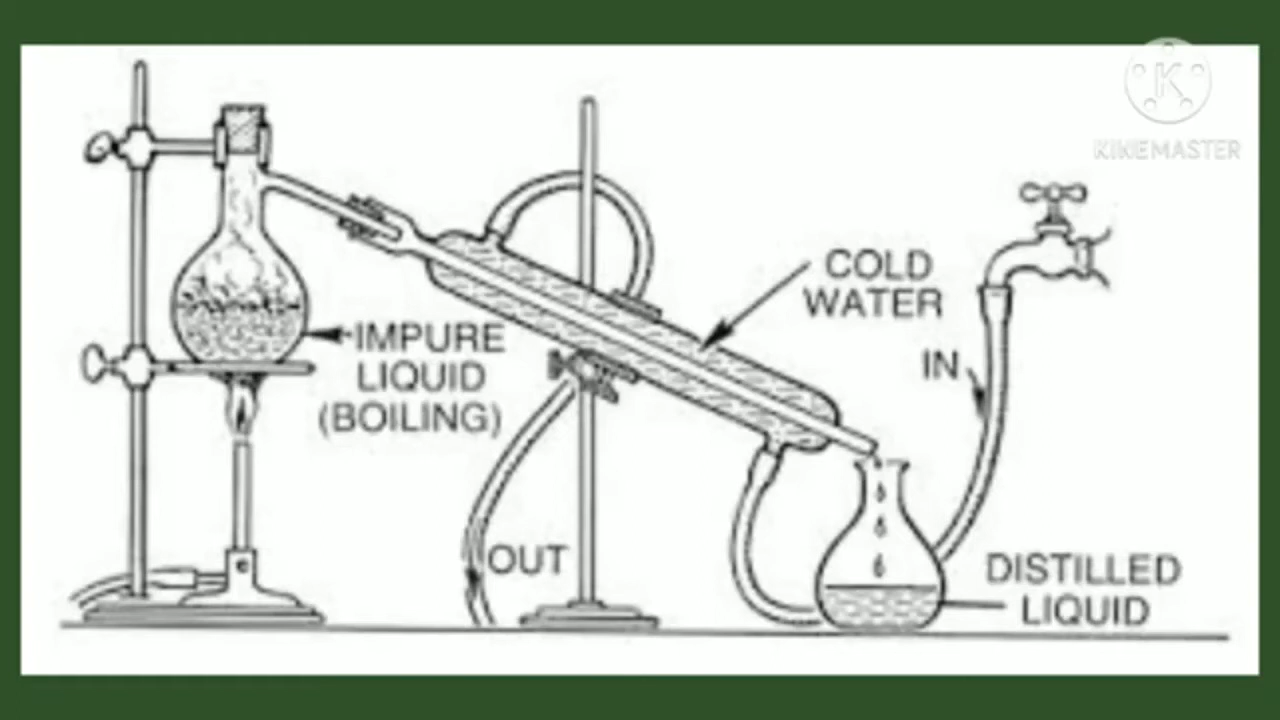 K
KINEMASTER
COLD
WATER
IMPURE
LIQUID
(BOILING)
IN
OUT
DISTILLED
LIQUID